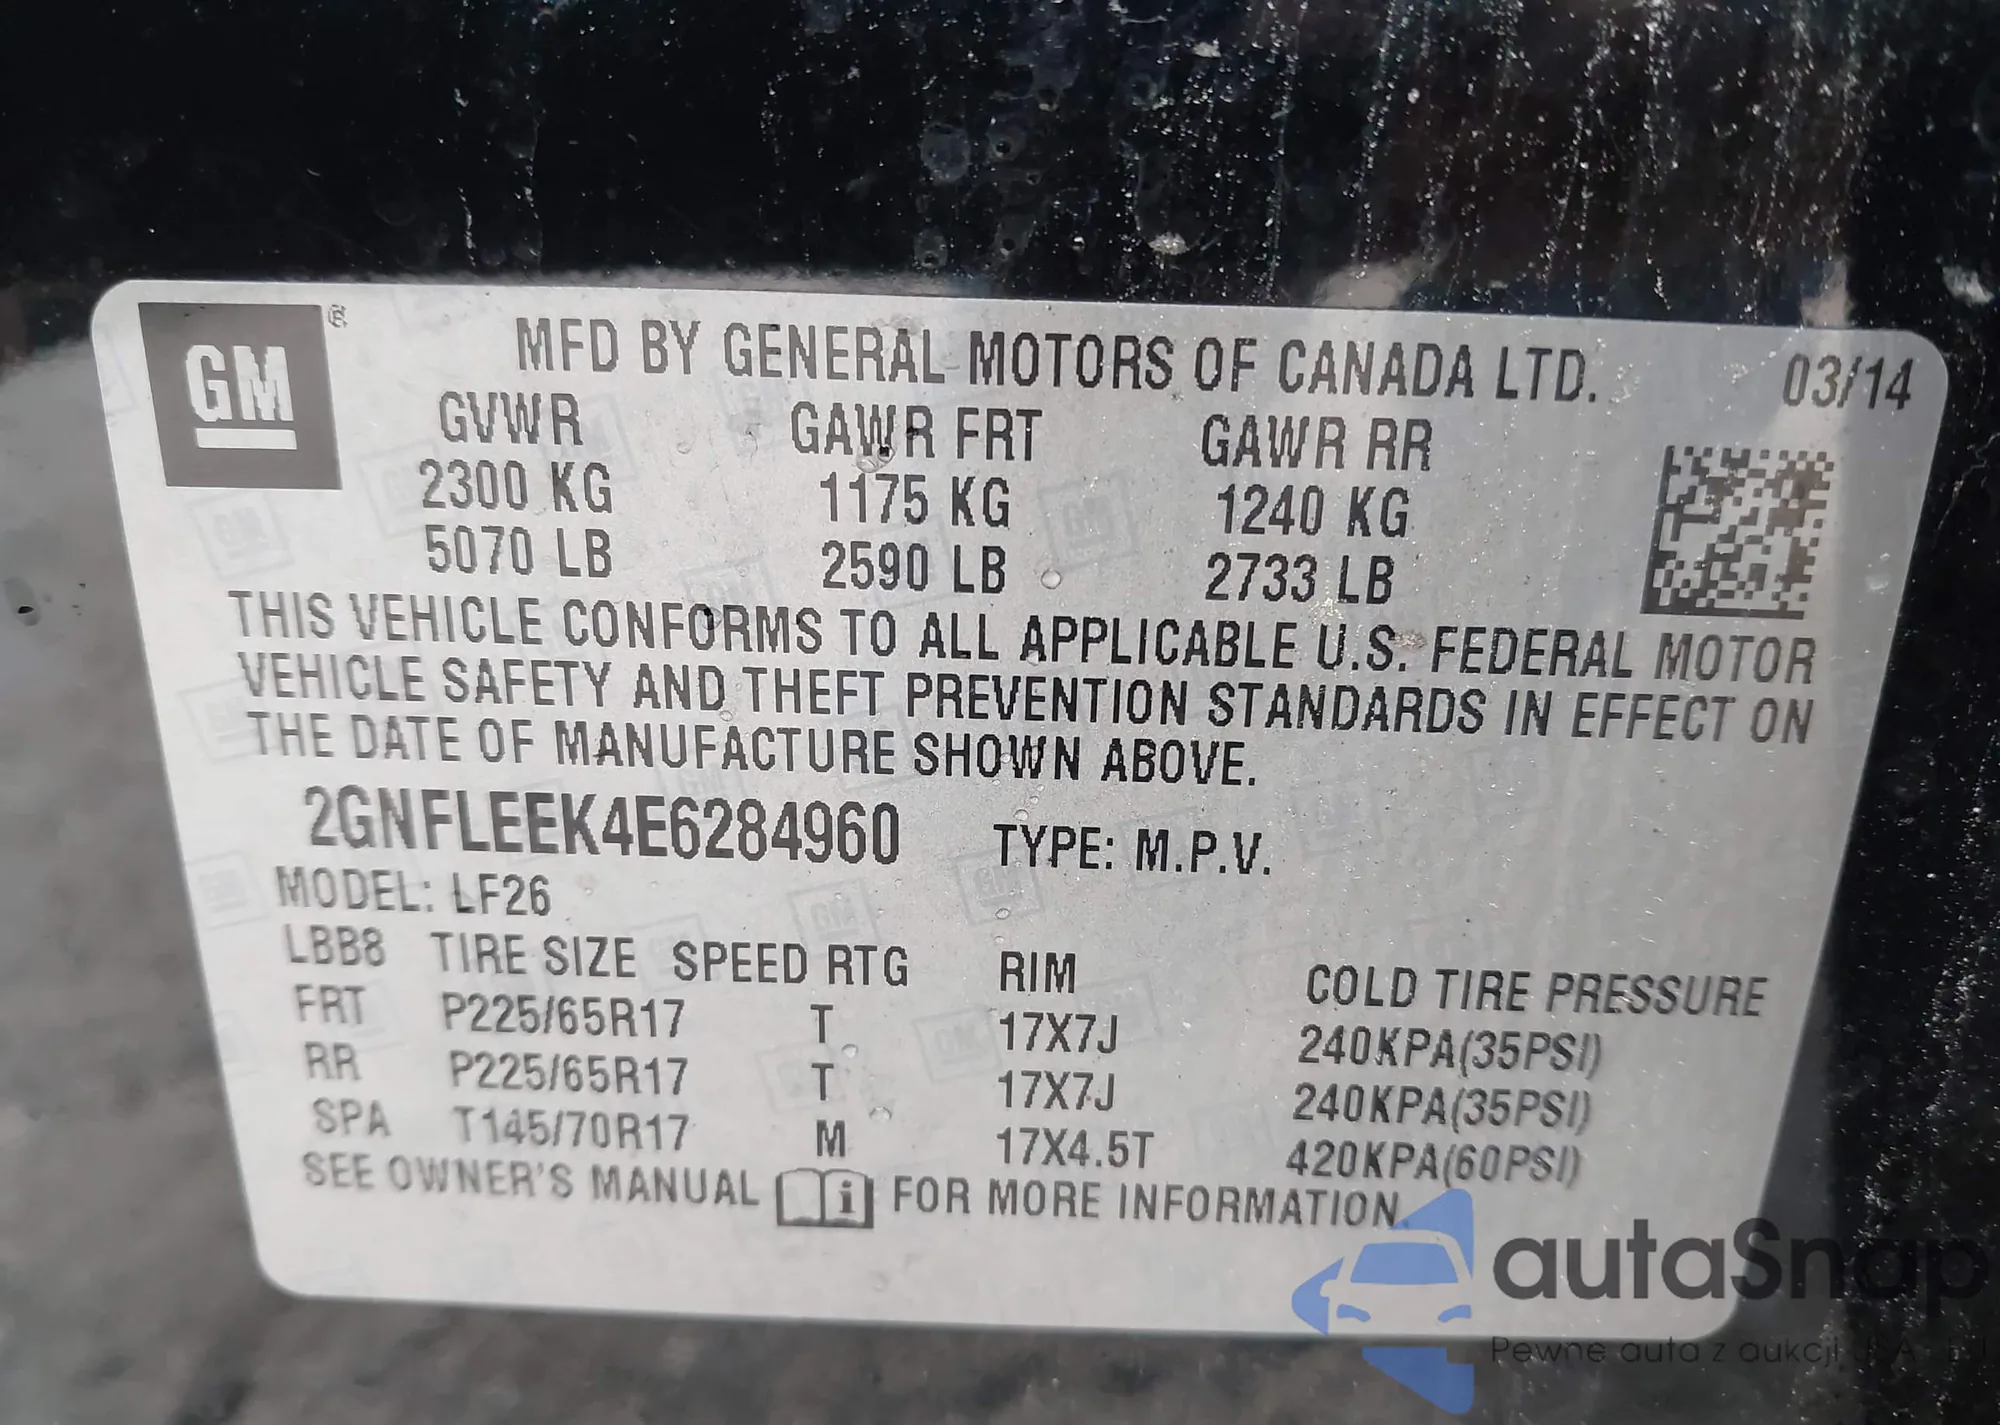 GM ®
MFD BY GENERAL MOTORS OF CANADA LTD. 03/14
GVWR GAWR FRT GAWR RR
2300 KG 1175 KG 1240 KG
5070 LB 2590 LB 2733 LB
THIS VEHICLE CONFORMS TO ALL APPLICABLE U.S. FEDERAL MOTOR
VEHICLE SAFETY AND THEFT PREVENTION STANDARDS IN EFFECT ON
THE DATE OF MANUFACTURE SHOWN ABOVE.
2GNFLEEK4E6284960 TYPE: M.P.V.
MODEL: LF26
LBB8 TIRE SIZE SPEED RTG RIM COLD TIRE PRESSURE
FRT P225/65R17 T 17X7J 240KPA(35PSI)
RR P225/65R17 T 17X7J 240KPA(35PSI)
SPA T145/70R17 M 17X4.5T 420KPA(60PSI)
SEE OWNER'S MANUAL i FOR MORE INFORMATION.
autaSnap
Pewne auta z aukcji